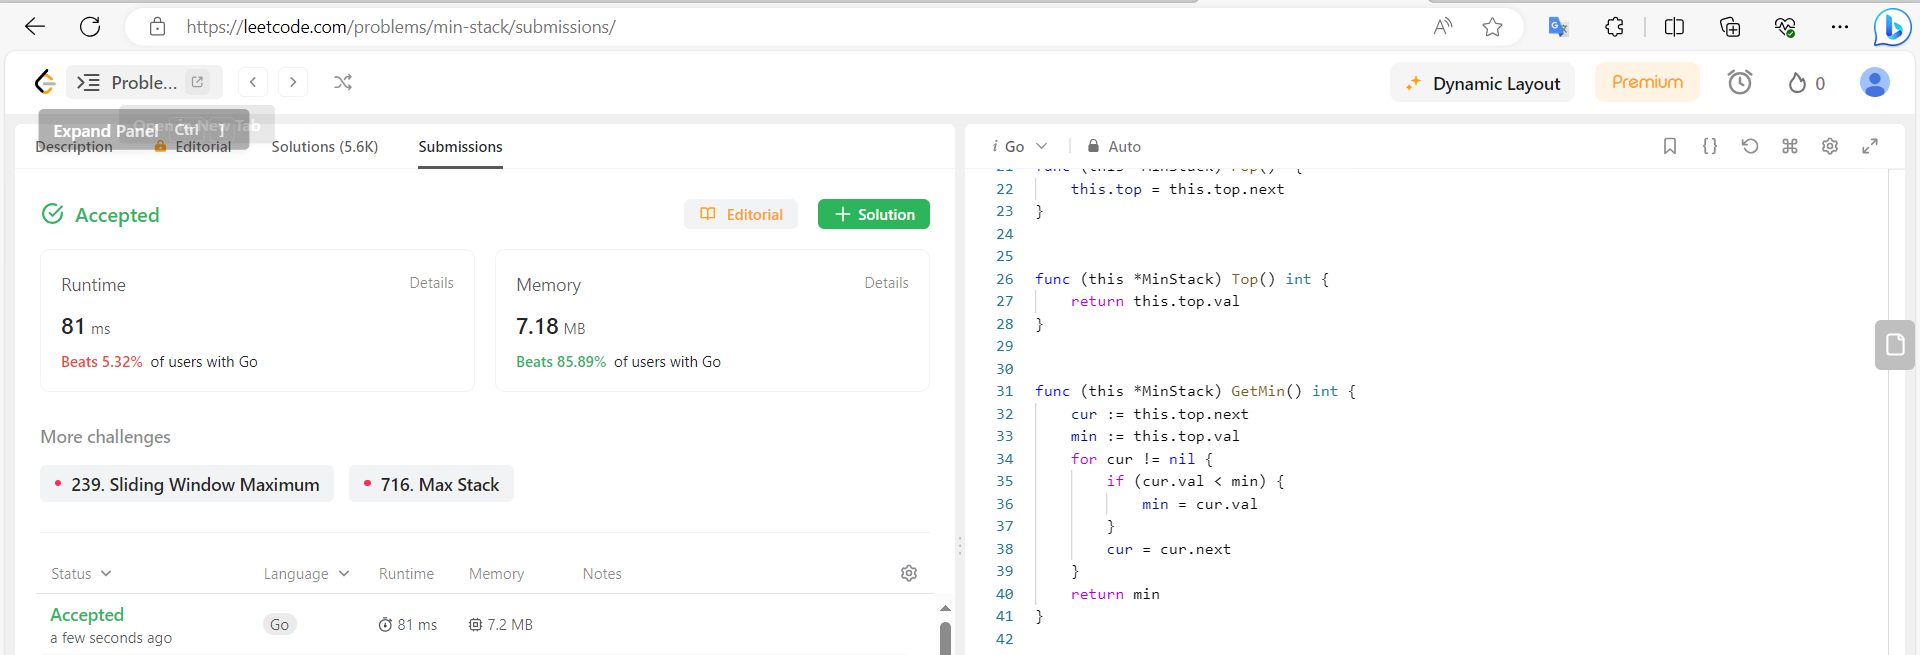 https://leetcode.com/problems/min-stack/submissions/
Proble...
Dynamic Layout
Premium
0
Expand Panel Ctrl ]
Open in New Tab
Description
Editorial
Solutions (5.6K)
Submissions
Accepted
Editorial
+ Solution
Runtime
Details
81 ms
Beats 5.32% of users with Go
Memory
Details
7.18 MB
Beats 85.89% of users with Go
More challenges
239. Sliding Window Maximum
716. Max Stack
Status
Language
Runtime
Memory
Notes
Accepted
a few seconds ago
Go
81 ms
7.2 MB
i Go
Auto
21 func (this *MinStack) Pop() {
22 this.top = this.top.next
23 }
24
25
26 func (this *MinStack) Top() int {
27 return this.top.val
28 }
29
30
31 func (this *MinStack) GetMin() int {
32 cur := this.top.next
33 min := this.top.val
34 for cur != nil {
35 if (cur.val < min) {
36 min = cur.val
37 }
38 cur = cur.next
39 }
40 return min
41 }
42